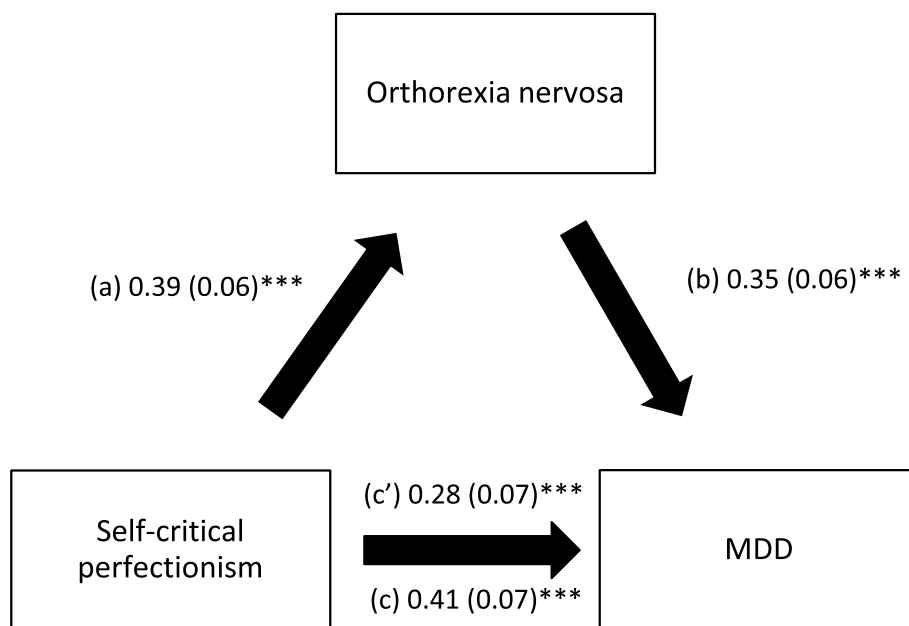 Orthorexia nervosa
(a) 0.39 (0.06)***
(b) 0.35 (0.06)***
Self-critical
perfectionism
(c’) 0.28 (0.07)***
(c) 0.41 (0.07)***
MDD